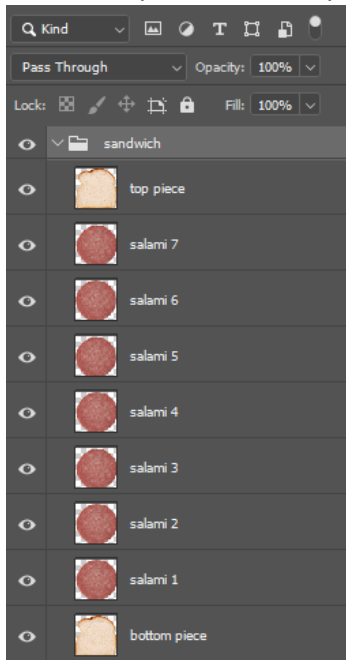 Kind T
Pass Through Opacity: 100%
Lock: Fill: 100%
sandwich
top piece
salami 7
salami 6
salami 5
salami 4
salami 3
salami 2
salami 1
bottom piece